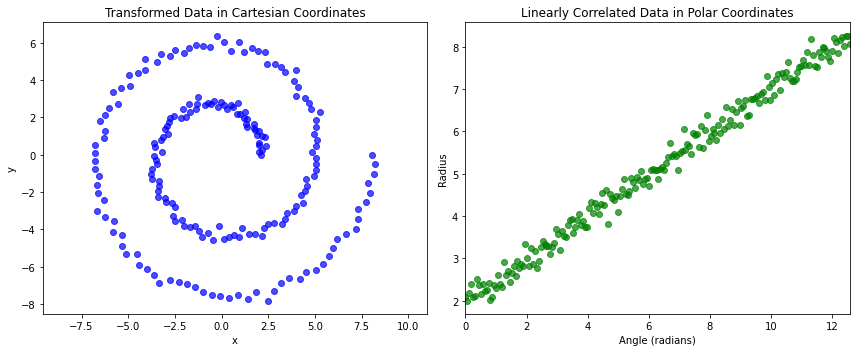 Transformed Data in Cartesian Coordinates
6
4
2
0
−2
−4
−6
−8
y
−7.5 −5.0 −2.5 0.0 2.5 5.0 7.5 10.0
x
Linearly Correlated Data in Polar Coordinates
8
7
6
5
4
3
2
Radius
0 2 4 6 8 10 12
Angle (radians)